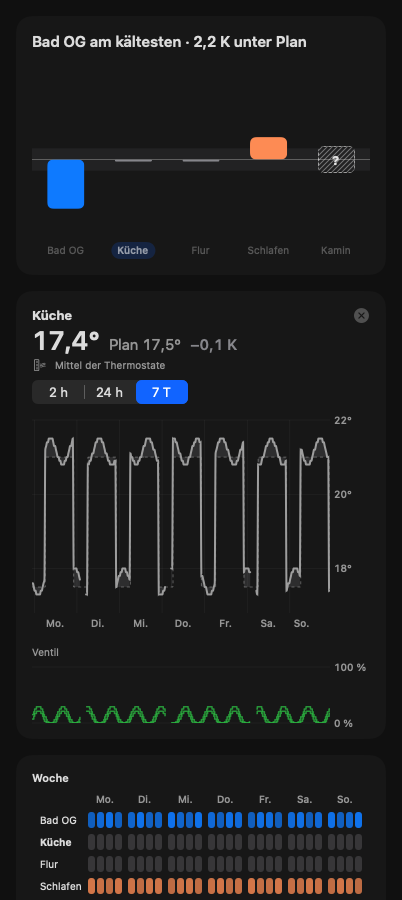 Bad OG am kältesten · 2,2 K unter Plan
?
Bad OG Küche Flur Schlafen Kamin
Küche
17,4° Plan 17,5° −0,1 K
Mittel der Thermostate
2 h 24 h 7 T
22°
20°
18°
Mo. Di. Mi. Do. Fr. Sa. So.
Ventil
100 %
0 %
Woche
Mo. Di. Mi. Do. Fr. Sa. So.
Bad OG
Küche
Flur
Schlafen